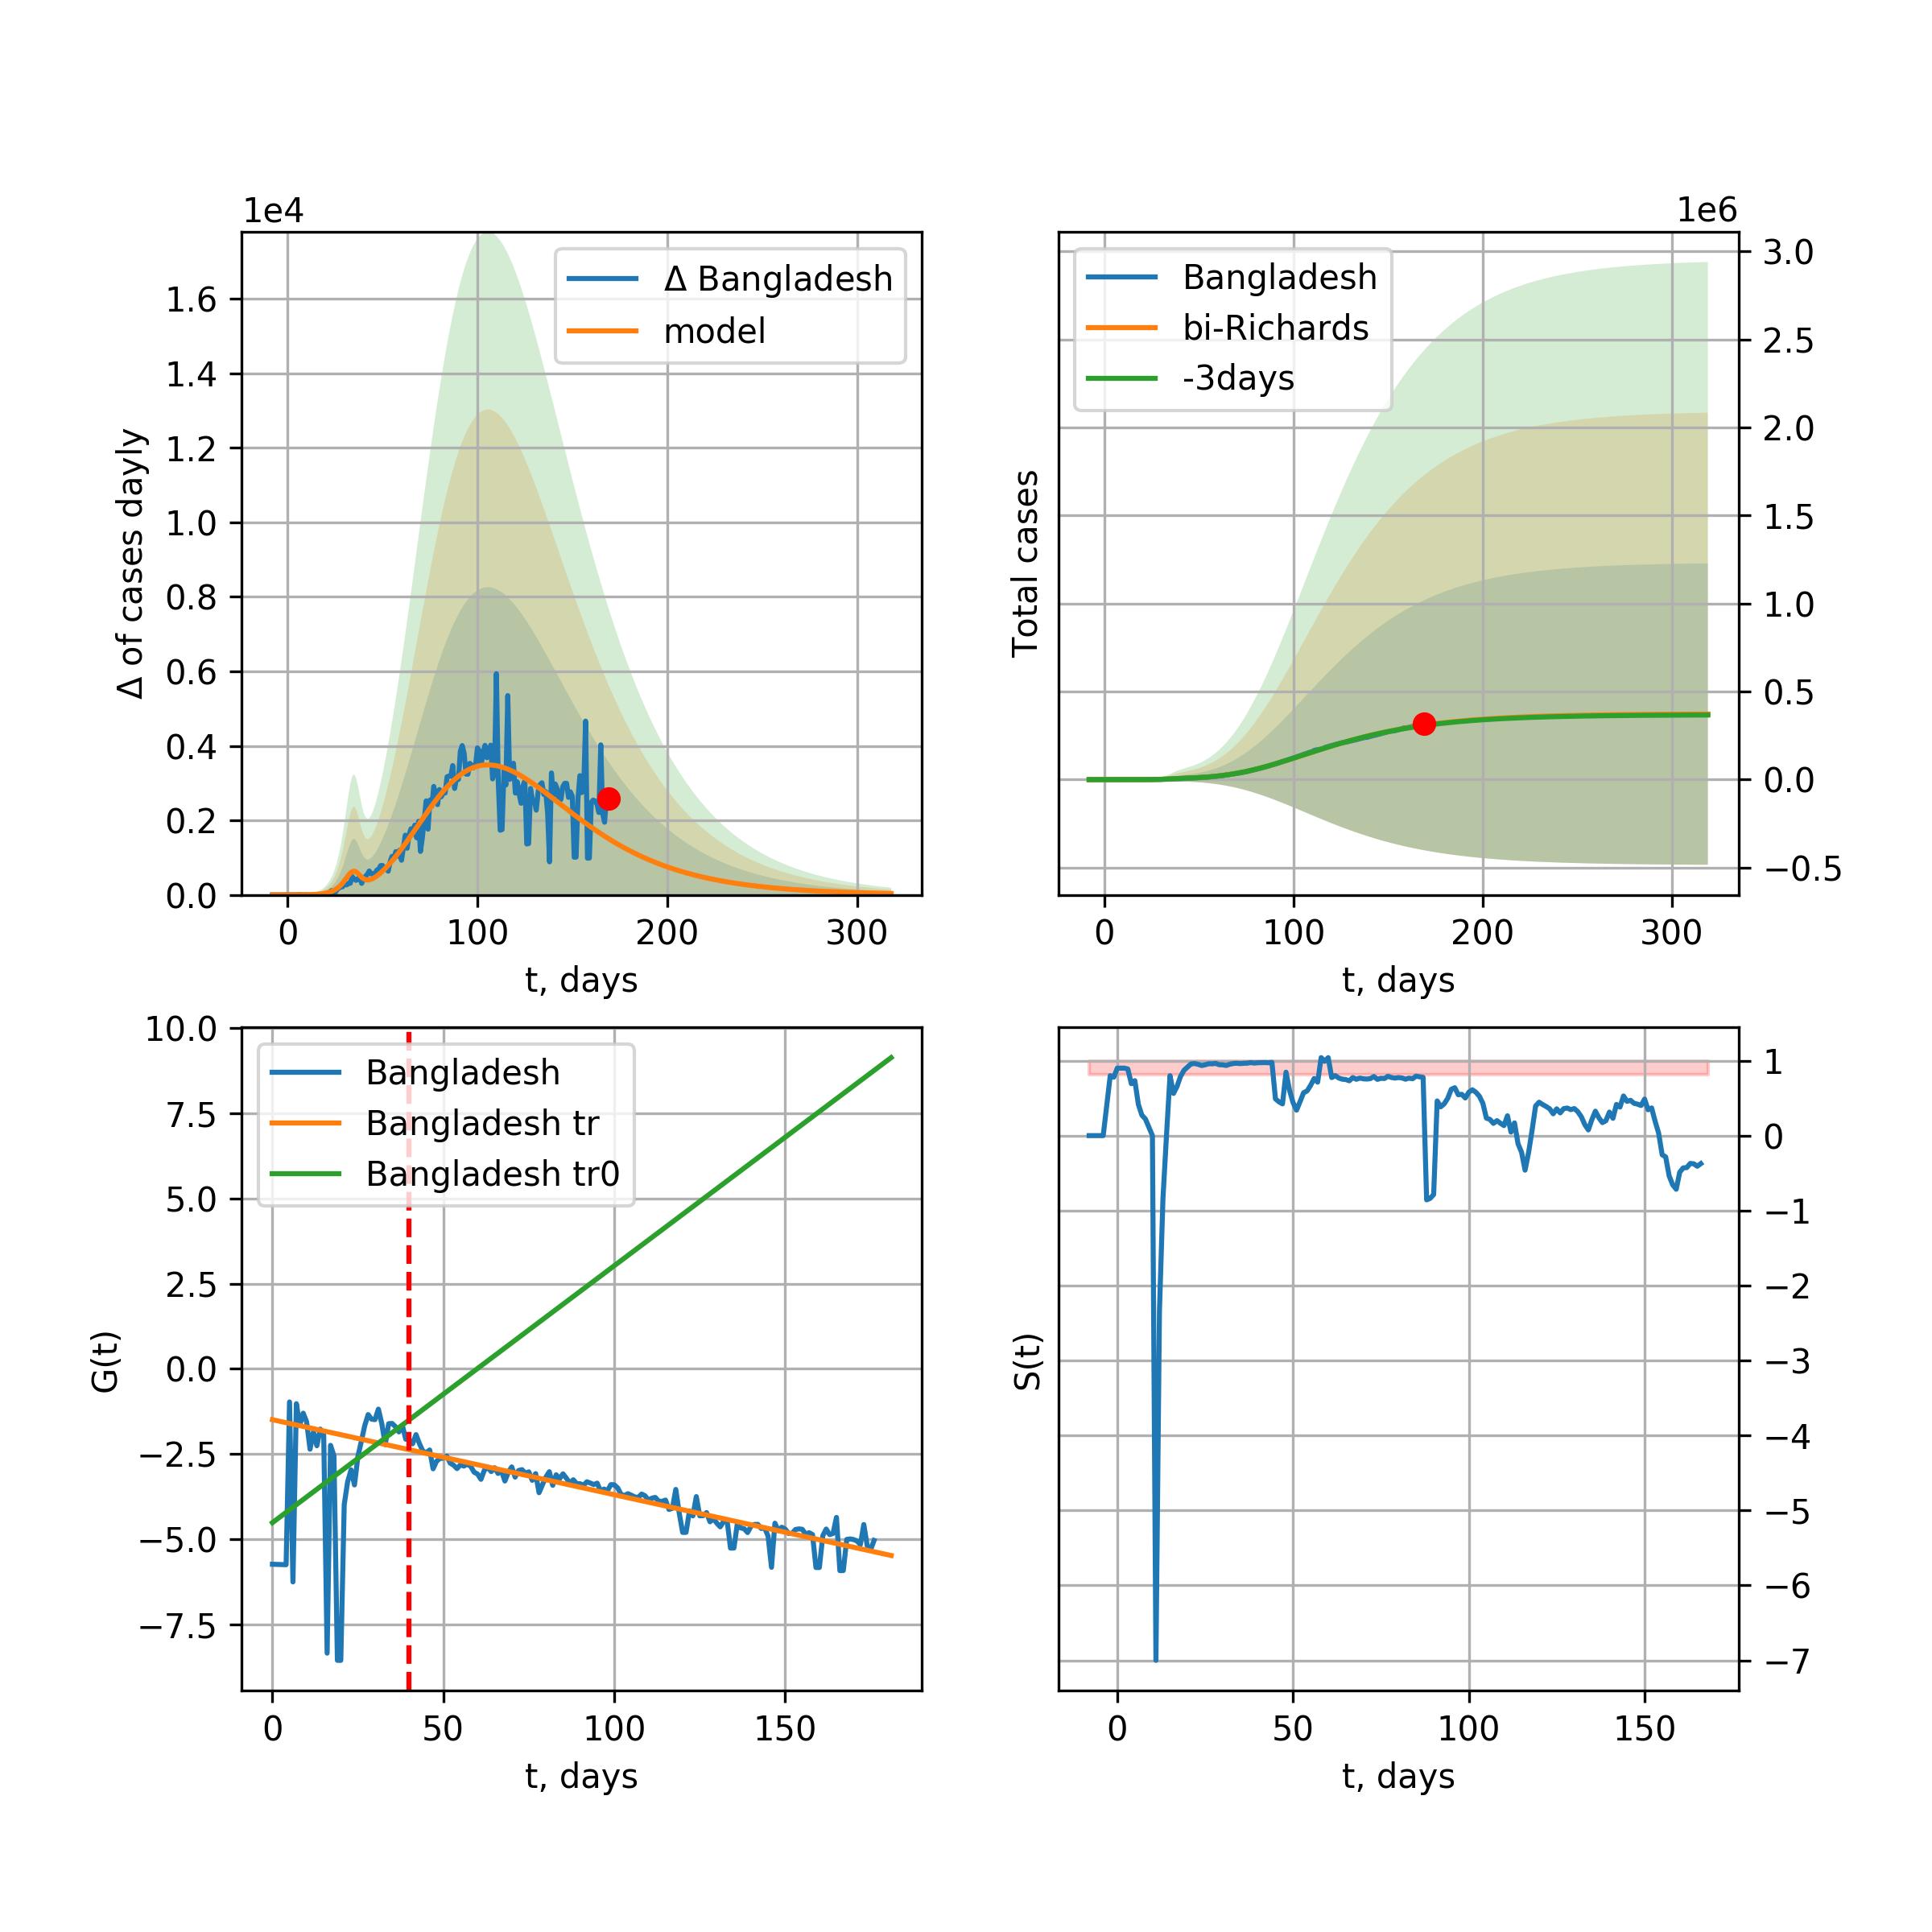 1e4
Δ of cases dayly
1.6
1.4
1.2
1.0
0.8
0.6
0.4
0.2
0.0
Δ Bangladesh
model
0 100 200 300
t, days
1e6
Total cases
Bangladesh
bi-Richards
-3days
3.0
2.5
2.0
1.5
1.0
0.5
0.0
−0.5
0 100 200 300
t, days
G(t)
10.0
7.5
5.0
2.5
0.0
−2.5
−5.0
−7.5
Bangladesh
Bangladesh tr
Bangladesh tr0
0 50 100 150
t, days
S(t)
1
0
−1
−2
−3
−4
−5
−6
−7
0 50 100 150
t, days